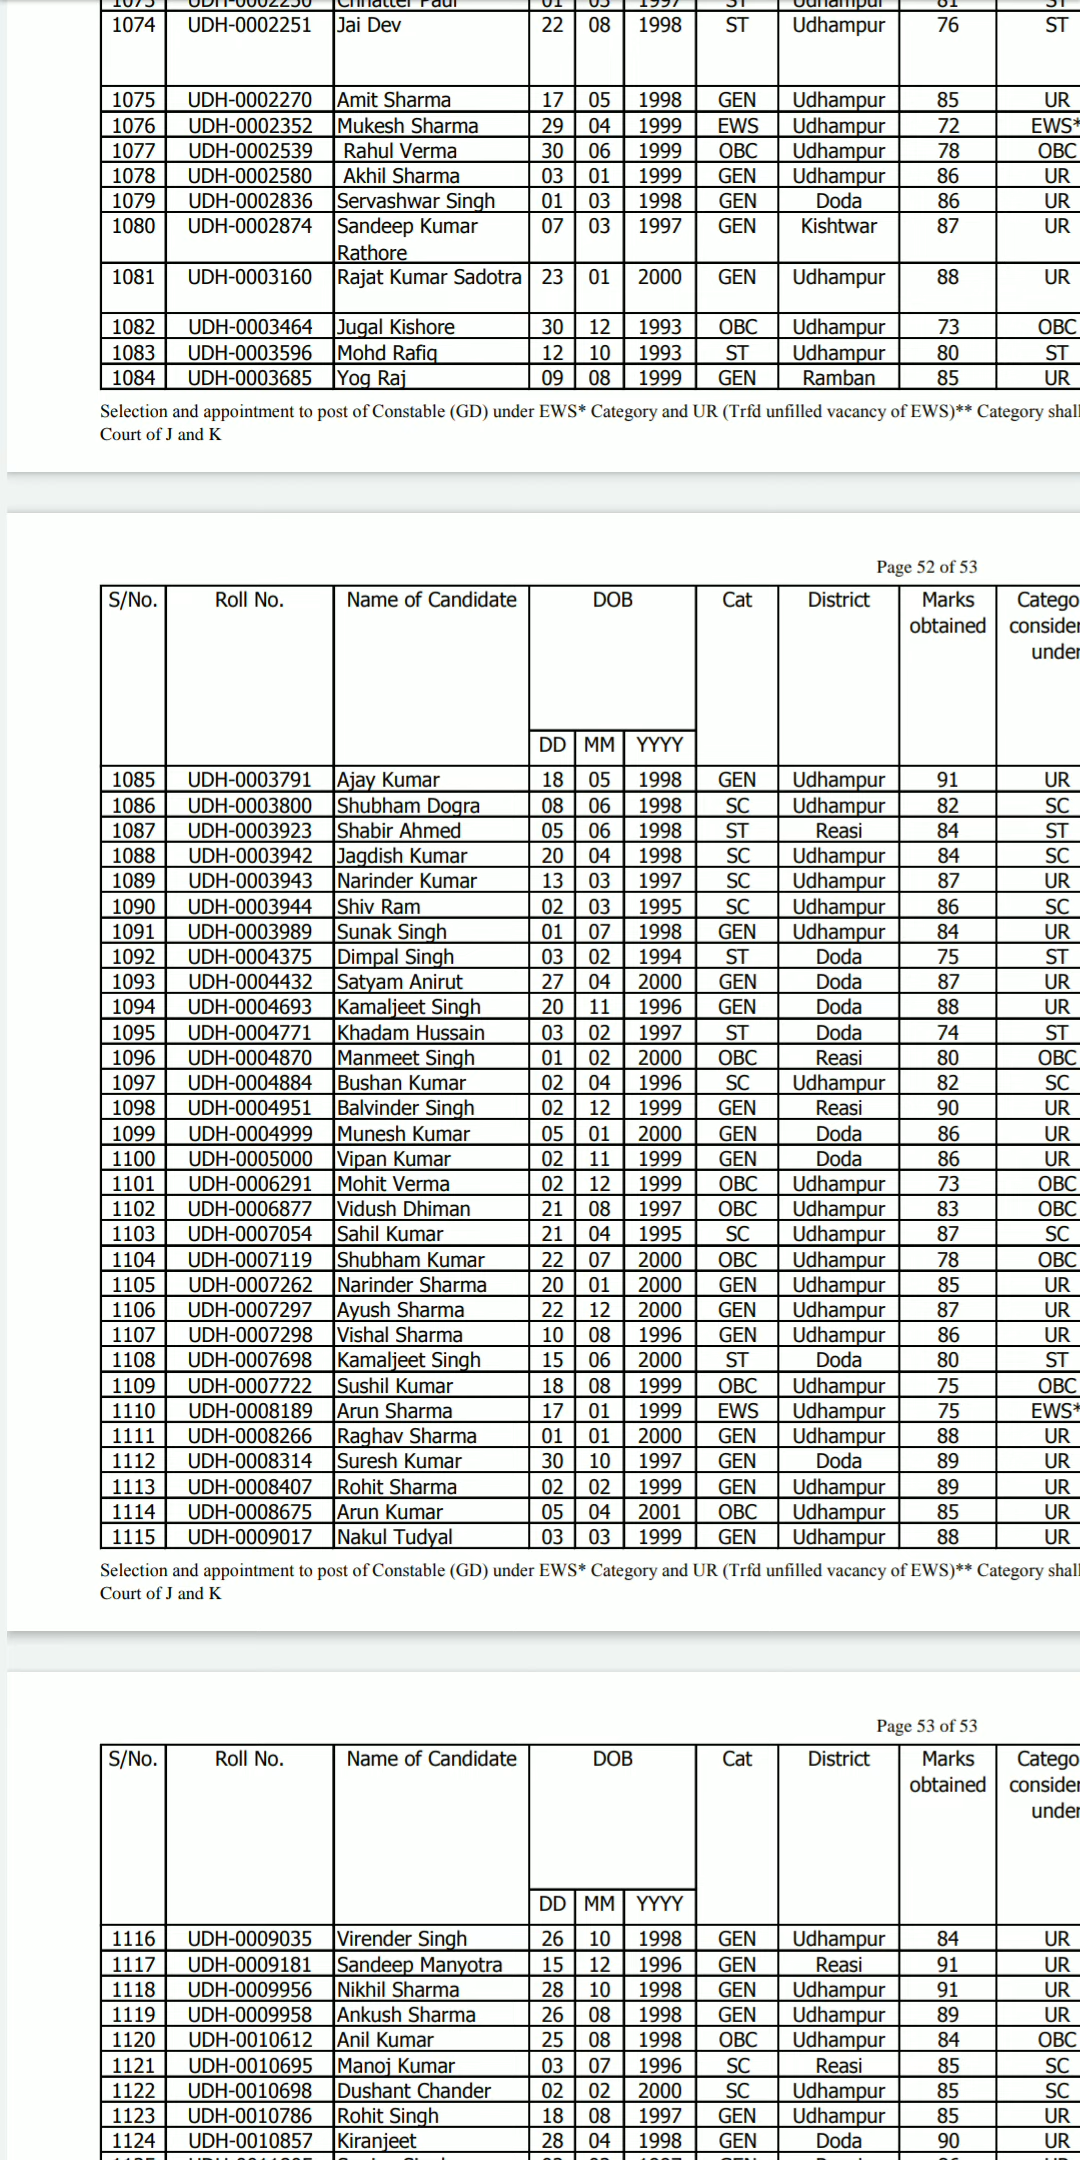 1074 UDH-0002251 Jai Dev 22 08 1998 ST Udhampur 76 ST
1075 UDH-0002270 Amit Sharma 17 05 1998 GEN Udhampur 85 UR
1076 UDH-0002352 Mukesh Sharma 29 04 1999 EWS Udhampur 72 EWS*
1077 UDH-0002539 Rahul Verma 30 06 1999 OBC Udhampur 78 OBC
1078 UDH-0002580 Akhil Sharma 03 01 1999 GEN Udhampur 86 UR
1079 UDH-0002836 Servashwar Singh 01 03 1998 GEN Doda 86 UR
1080 UDH-0002874 Sandeep Kumar 07 03 1997 GEN Kishtwar 87 UR
Rathore
1081 UDH-0003160 Rajat Kumar Sadotra 23 01 2000 GEN Udhampur 88 UR
1082 UDH-0003464 Jugal Kishore 30 12 1993 OBC Udhampur 73 OBC
1083 UDH-0003596 Mohd Rafiq 12 10 1993 ST Udhampur 80 ST
1084 UDH-0003685 Yog Raj 09 08 1999 GEN Ramban 85 UR
Selection and appointment to post of Constable (GD) under EWS* Category and UR (Trfd unfilled vacancy of EWS)** Category shall
Court of J and K
Page 52 of 53
S/No. Roll No. Name of Candidate DOB Cat District Marks Catego
obtained consider
under
DD MM YYYY
1085 UDH-0003791 Ajay Kumar 18 05 1998 GEN Udhampur 91 UR
1086 UDH-0003800 Shubham Dogra 08 06 1998 SC Udhampur 82 SC
1087 UDH-0003923 Shabir Ahmed 05 06 1998 ST Reasi 84 ST
1088 UDH-0003942 Jagdish Kumar 20 04 1998 SC Udhampur 84 SC
1089 UDH-0003943 Narinder Kumar 13 03 1997 SC Udhampur 87 UR
1090 UDH-0003944 Shiv Ram 02 03 1995 SC Udhampur 86 SC
1091 UDH-0003989 Sunak Singh 01 07 1998 GEN Udhampur 84 UR
1092 UDH-0004375 Dimpal Singh 03 02 1994 ST Doda 75 ST
1093 UDH-0004432 Satyam Anirut 27 04 2000 GEN Doda 87 UR
1094 UDH-0004693 Kamaljeet Singh 20 11 1996 GEN Doda 88 UR
1095 UDH-0004771 Khadam Hussain 03 02 1997 ST Doda 74 ST
1096 UDH-0004870 Manmeet Singh 01 02 2000 OBC Reasi 80 OBC
1097 UDH-0004884 Bushan Kumar 02 04 1996 SC Udhampur 82 SC
1098 UDH-0004951 Balvinder Singh 02 12 1999 GEN Reasi 90 UR
1099 UDH-0004999 Munesh Kumar 05 01 2000 GEN Doda 86 UR
1100 UDH-0005000 Vipan Kumar 02 11 1999 GEN Doda 86 UR
1101 UDH-0006291 Mohit Verma 02 12 1999 OBC Udhampur 73 OBC
1102 UDH-0006877 Vidush Dhiman 21 08 1997 OBC Udhampur 83 OBC
1103 UDH-0007054 Sahil Kumar 21 04 1995 SC Udhampur 87 SC
1104 UDH-0007119 Shubham Kumar 22 07 2000 OBC Udhampur 78 OBC
1105 UDH-0007262 Narinder Sharma 20 01 2000 GEN Udhampur 85 UR
1106 UDH-0007297 Ayush Sharma 22 12 2000 GEN Udhampur 87 UR
1107 UDH-0007298 Vishal Sharma 10 08 1996 GEN Udhampur 86 UR
1108 UDH-0007698 Kamaljeet Singh 15 06 2000 ST Doda 80 ST
1109 UDH-0007722 Sushil Kumar 18 08 1999 OBC Udhampur 75 OBC
1110 UDH-0008189 Arun Sharma 17 01 1999 EWS Udhampur 75 EWS*
1111 UDH-0008266 Raghav Sharma 01 01 2000 GEN Udhampur 88 UR
1112 UDH-0008314 Suresh Kumar 30 10 1997 GEN Doda 89 UR
1113 UDH-0008407 Rohit Sharma 02 02 1999 GEN Udhampur 89 UR
1114 UDH-0008675 Arun Kumar 05 04 2001 OBC Udhampur 85 UR
1115 UDH-0009017 Nakul Tudyal 03 03 1999 GEN Udhampur 88 UR
Selection and appointment to post of Constable (GD) under EWS* Category and UR (Trfd unfilled vacancy of EWS)** Category shall
Court of J and K
Page 53 of 53
S/No. Roll No. Name of Candidate DOB Cat District Marks Catego
obtained consider
under
DD MM YYYY
1116 UDH-0009035 Virender Singh 26 10 1998 GEN Udhampur 84 UR
1117 UDH-0009181 Sandeep Manyotra 15 12 1996 GEN Reasi 91 UR
1118 UDH-0009956 Nikhil Sharma 28 10 1998 GEN Udhampur 91 UR
1119 UDH-0009958 Ankush Sharma 26 08 1998 GEN Udhampur 89 UR
1120 UDH-0010612 Anil Kumar 25 08 1998 OBC Udhampur 84 OBC
1121 UDH-0010695 Manoj Kumar 03 07 1996 SC Reasi 85 SC
1122 UDH-0010698 Dushant Chander 02 02 2000 SC Udhampur 85 SC
1123 UDH-0010786 Rohit Singh 18 08 1997 GEN Udhampur 85 UR
1124 UDH-0010857 Kiranjeet 28 04 1998 GEN Doda 90 UR